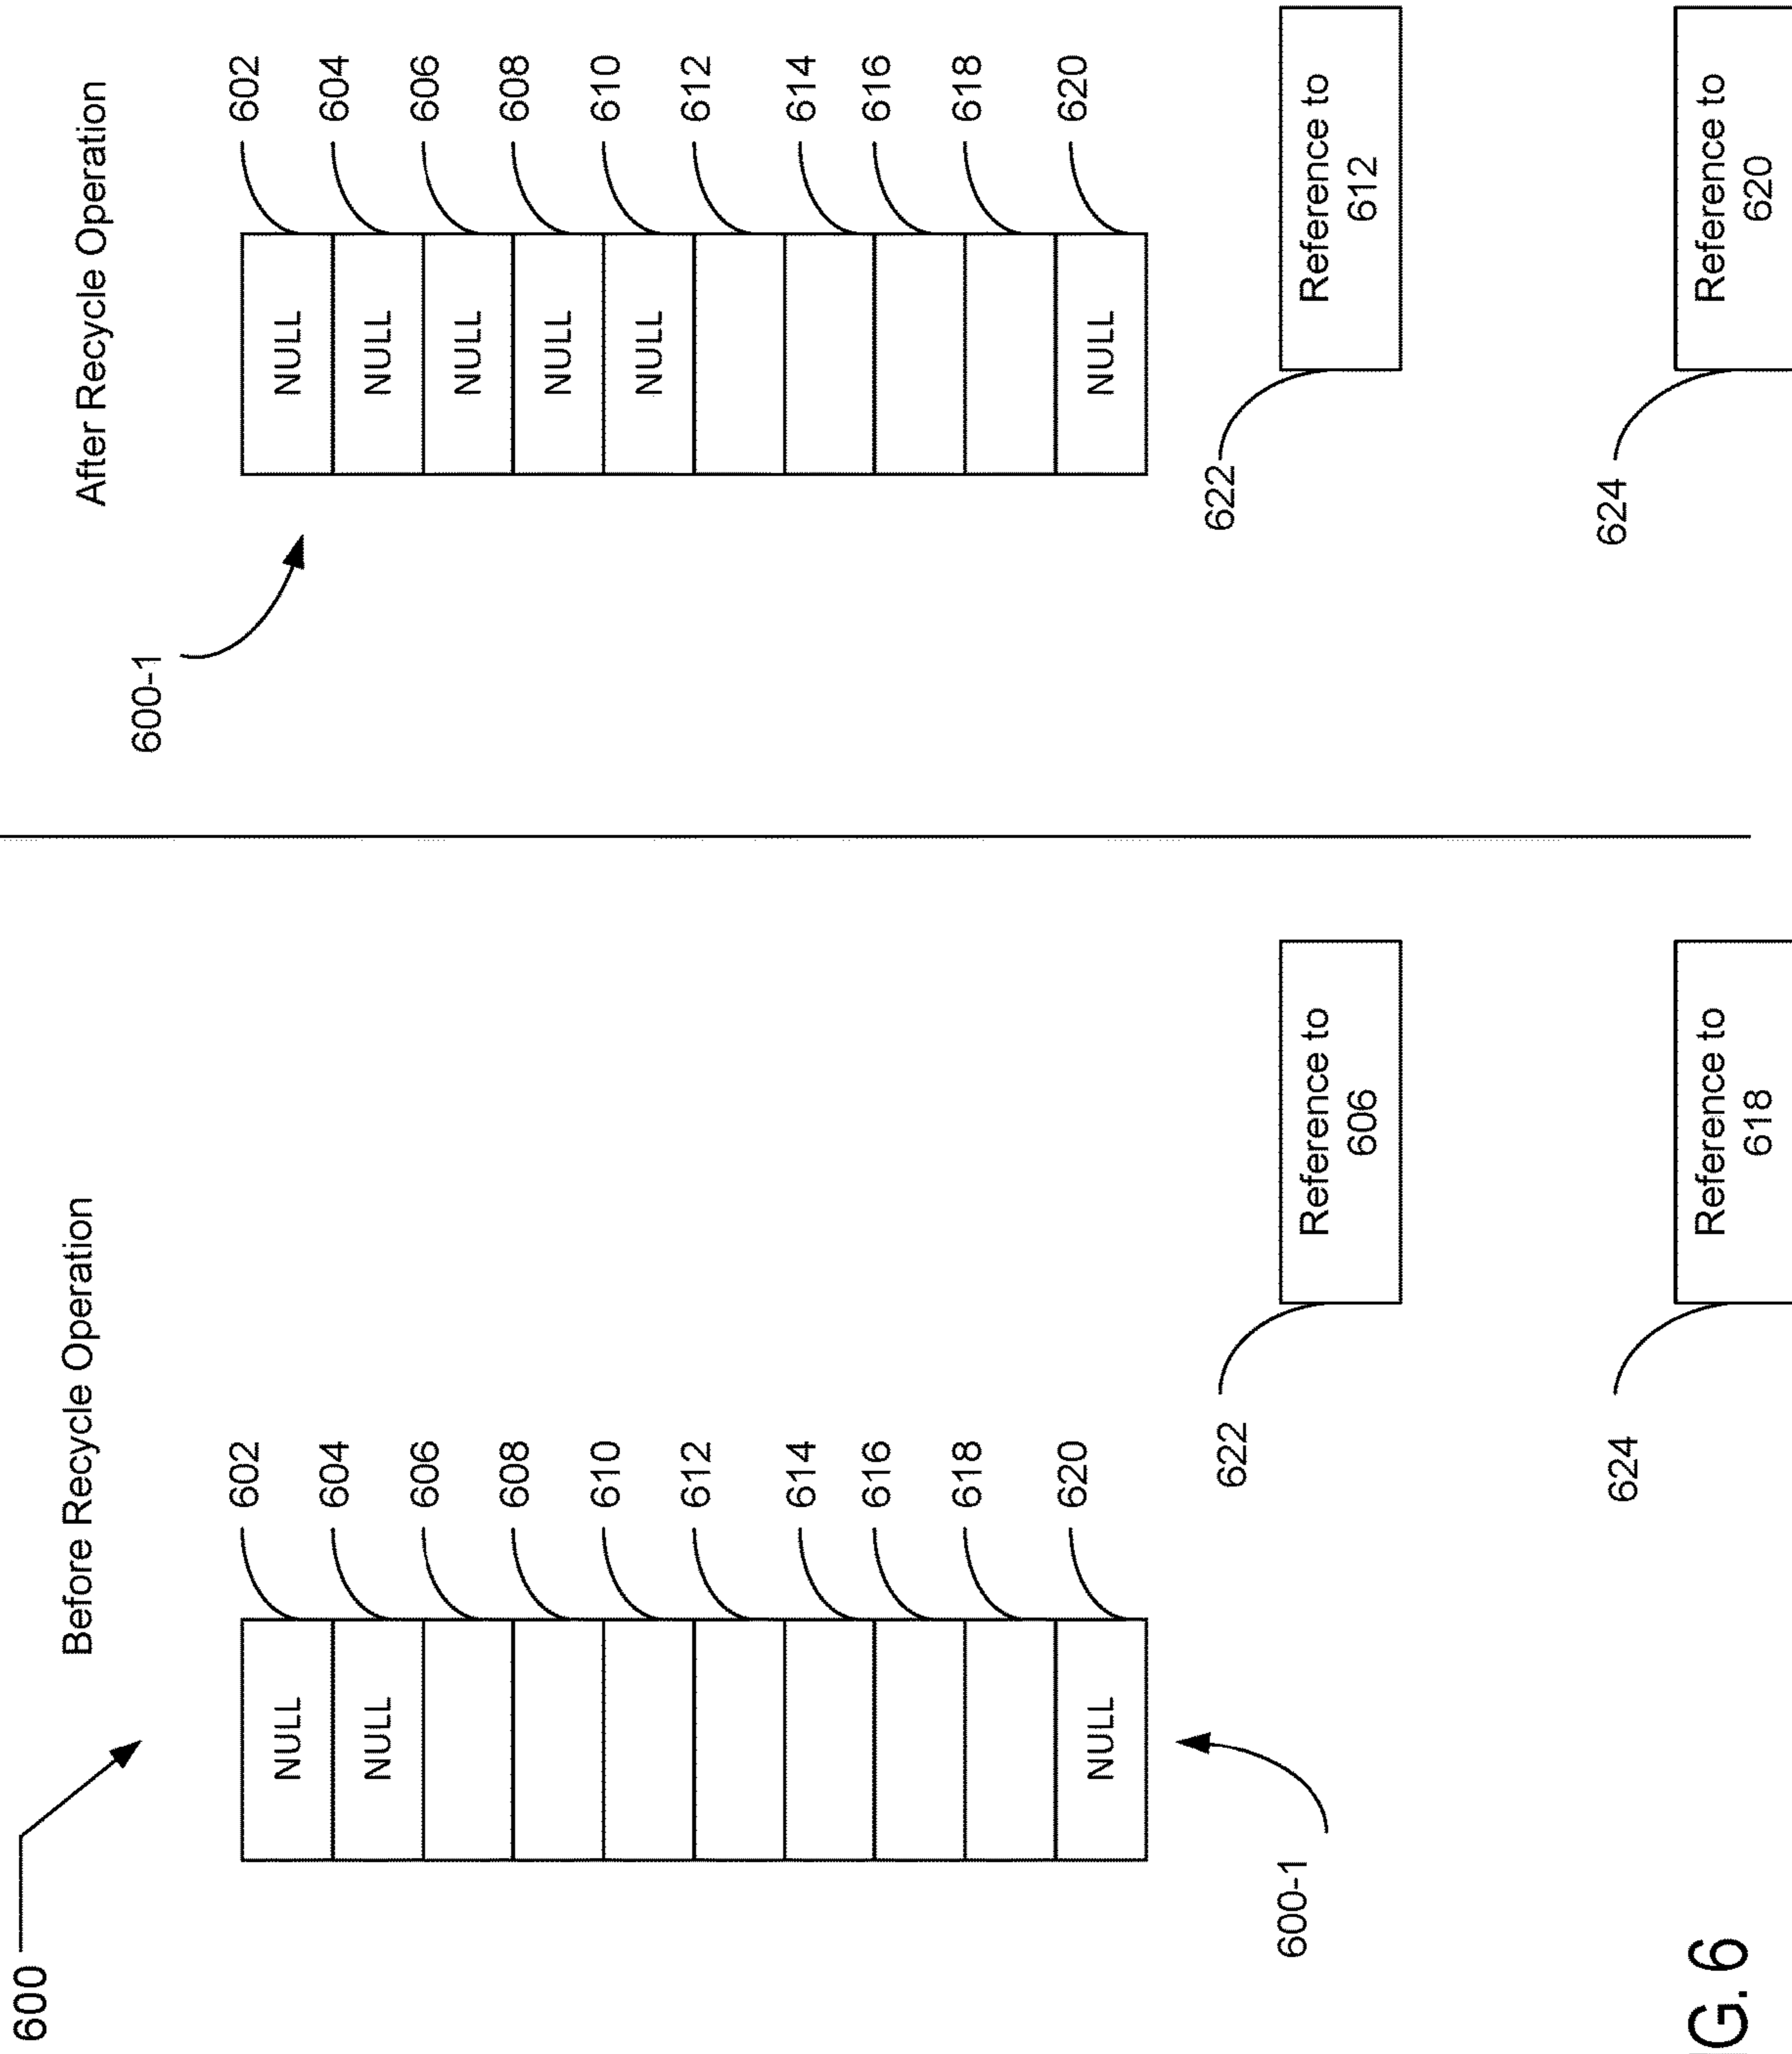 600
Before Recycle Operation
NULL
602
NULL
604
606
608
610
612
614
616
618
NULL
620
600-1
622
Reference to
606
624
Reference to
618
After Recycle Operation
600-1
NULL
602
NULL
604
NULL
606
NULL
608
NULL
610
612
614
616
618
NULL
620
622
Reference to
612
624
Reference to
620
G. 6